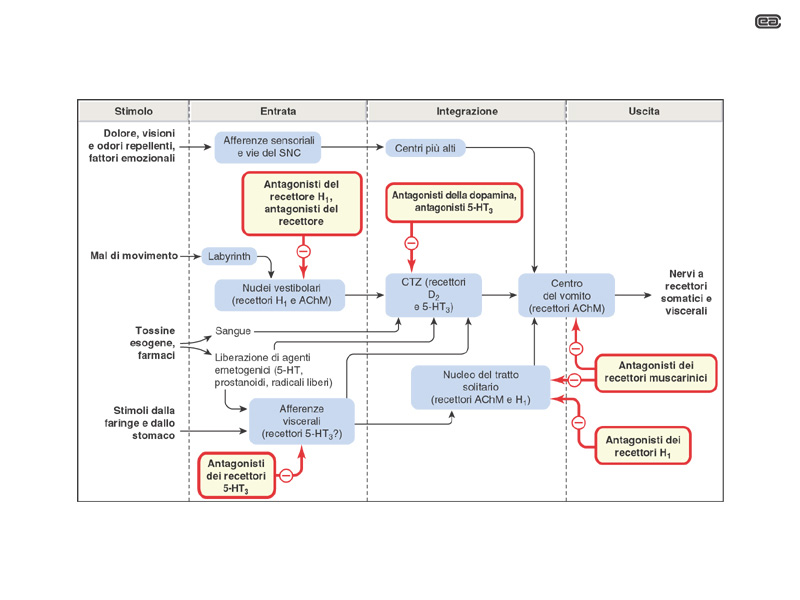 cea
Stimolo
Entrata
Integrazione
Uscita
Dolore, visioni
e odori repellenti,
fattori emozionali
Afferenze sensoriali
e vie del SNC
Centri più alti
Antagonisti del
recettore H1,
antagonisti del
recettore
Antagonisti della dopamina,
antagonisti 5-HT3
Mal di movimento
Labyrinth
Nuclei vestibolari
(recettori H1 e AChM)
CTZ (recettori
D2
e 5-HT3)
Centro
del vomito
(recettori AChM)
Nervi a
recettori
somatici e
viscerali
Tossine
esogene,
farmaci
Sangue
Liberazione di agenti
emetogenici (5-HT,
prostanoidi, radicali liberi)
Nucleo del tratto
solitario
(recettori AChM e H1)
Antagonisti dei
recettori muscarinici
Stimoli dalla
faringe e dallo
stomaco
Afferenze
viscerali
(recettori 5-HT3?)
Antagonisti dei
recettori H1
Antagonisti
dei recettori
5-HT3